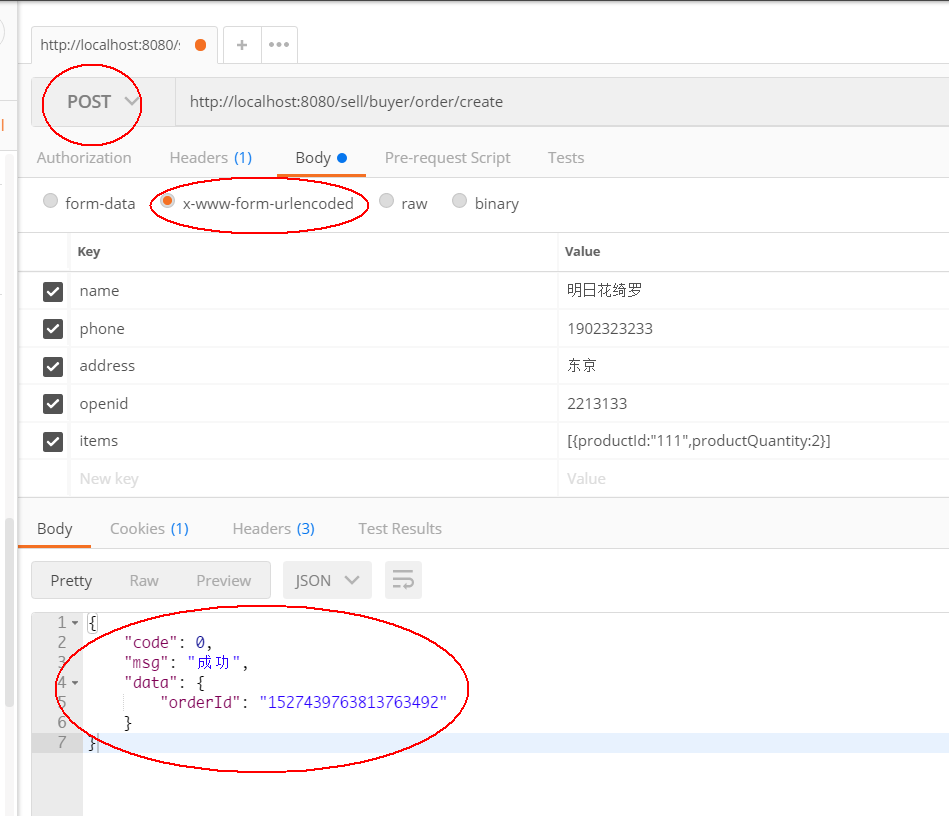 http://localhost:8080/s
+ •••
POST http://localhost:8080/sell/buyer/order/create
Authorization Headers (1) Body Pre-request Script Tests
form-data x-www-form-urlencoded raw binary
Key Value
name 明日花绮罗
phone 1902323233
address 东京
openid 2213133
items [{productId:"111",productQuantity:2}]
New key Value
Body Cookies (1) Headers (3) Test Results
Pretty Raw Preview JSON
1 {
2 "code": 0,
3 "msg": "成功",
4 "data": {
5 "orderId": "1527439763813763492"
6 }
7 }